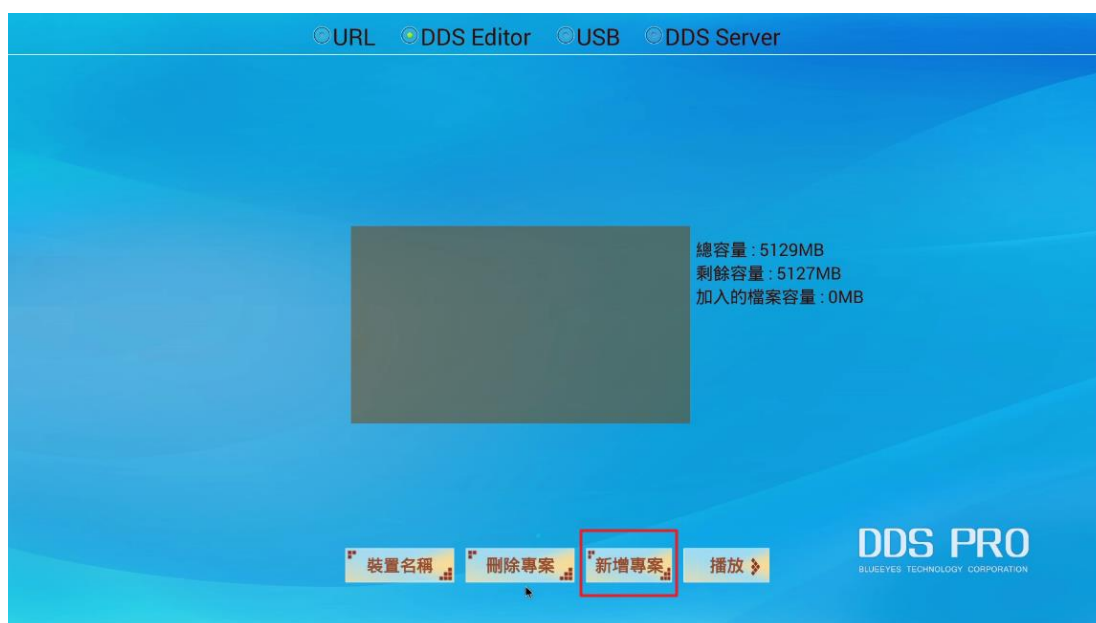 URL DDS Editor USB DDS Server
總容量 : 5129MB
剩餘容量 : 5127MB
加入的檔案容量 : 0MB
裝置名稱 刪除專案 新增專案 播放
DDS PRO
BLUEEYES TECHNOLOGY CORPORATION